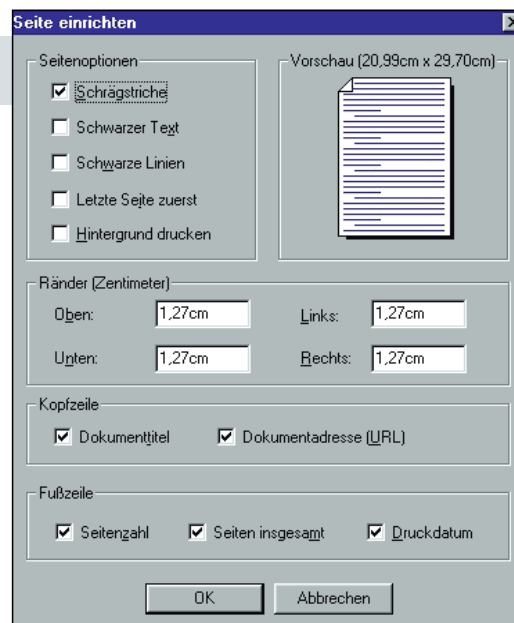 Seite einrichten
Seitenoptionen
Schrägstriche
Schwarzer Text
Schwarze Linien
Letzte Seite zuerst
Hintergrund drucken
Vorschau (20,99cm x 29,70cm)
Ränder (Zentimeter)
Oben: 1,27cm Links: 1,27cm
Unten: 1,27cm Rechts: 1,27cm
Kopfzeile
Dokumenttitel Dokumentadresse (URL)
Fußzeile
Seitenzahl Seiten insgesamt Druckdatum
OK Abbrechen